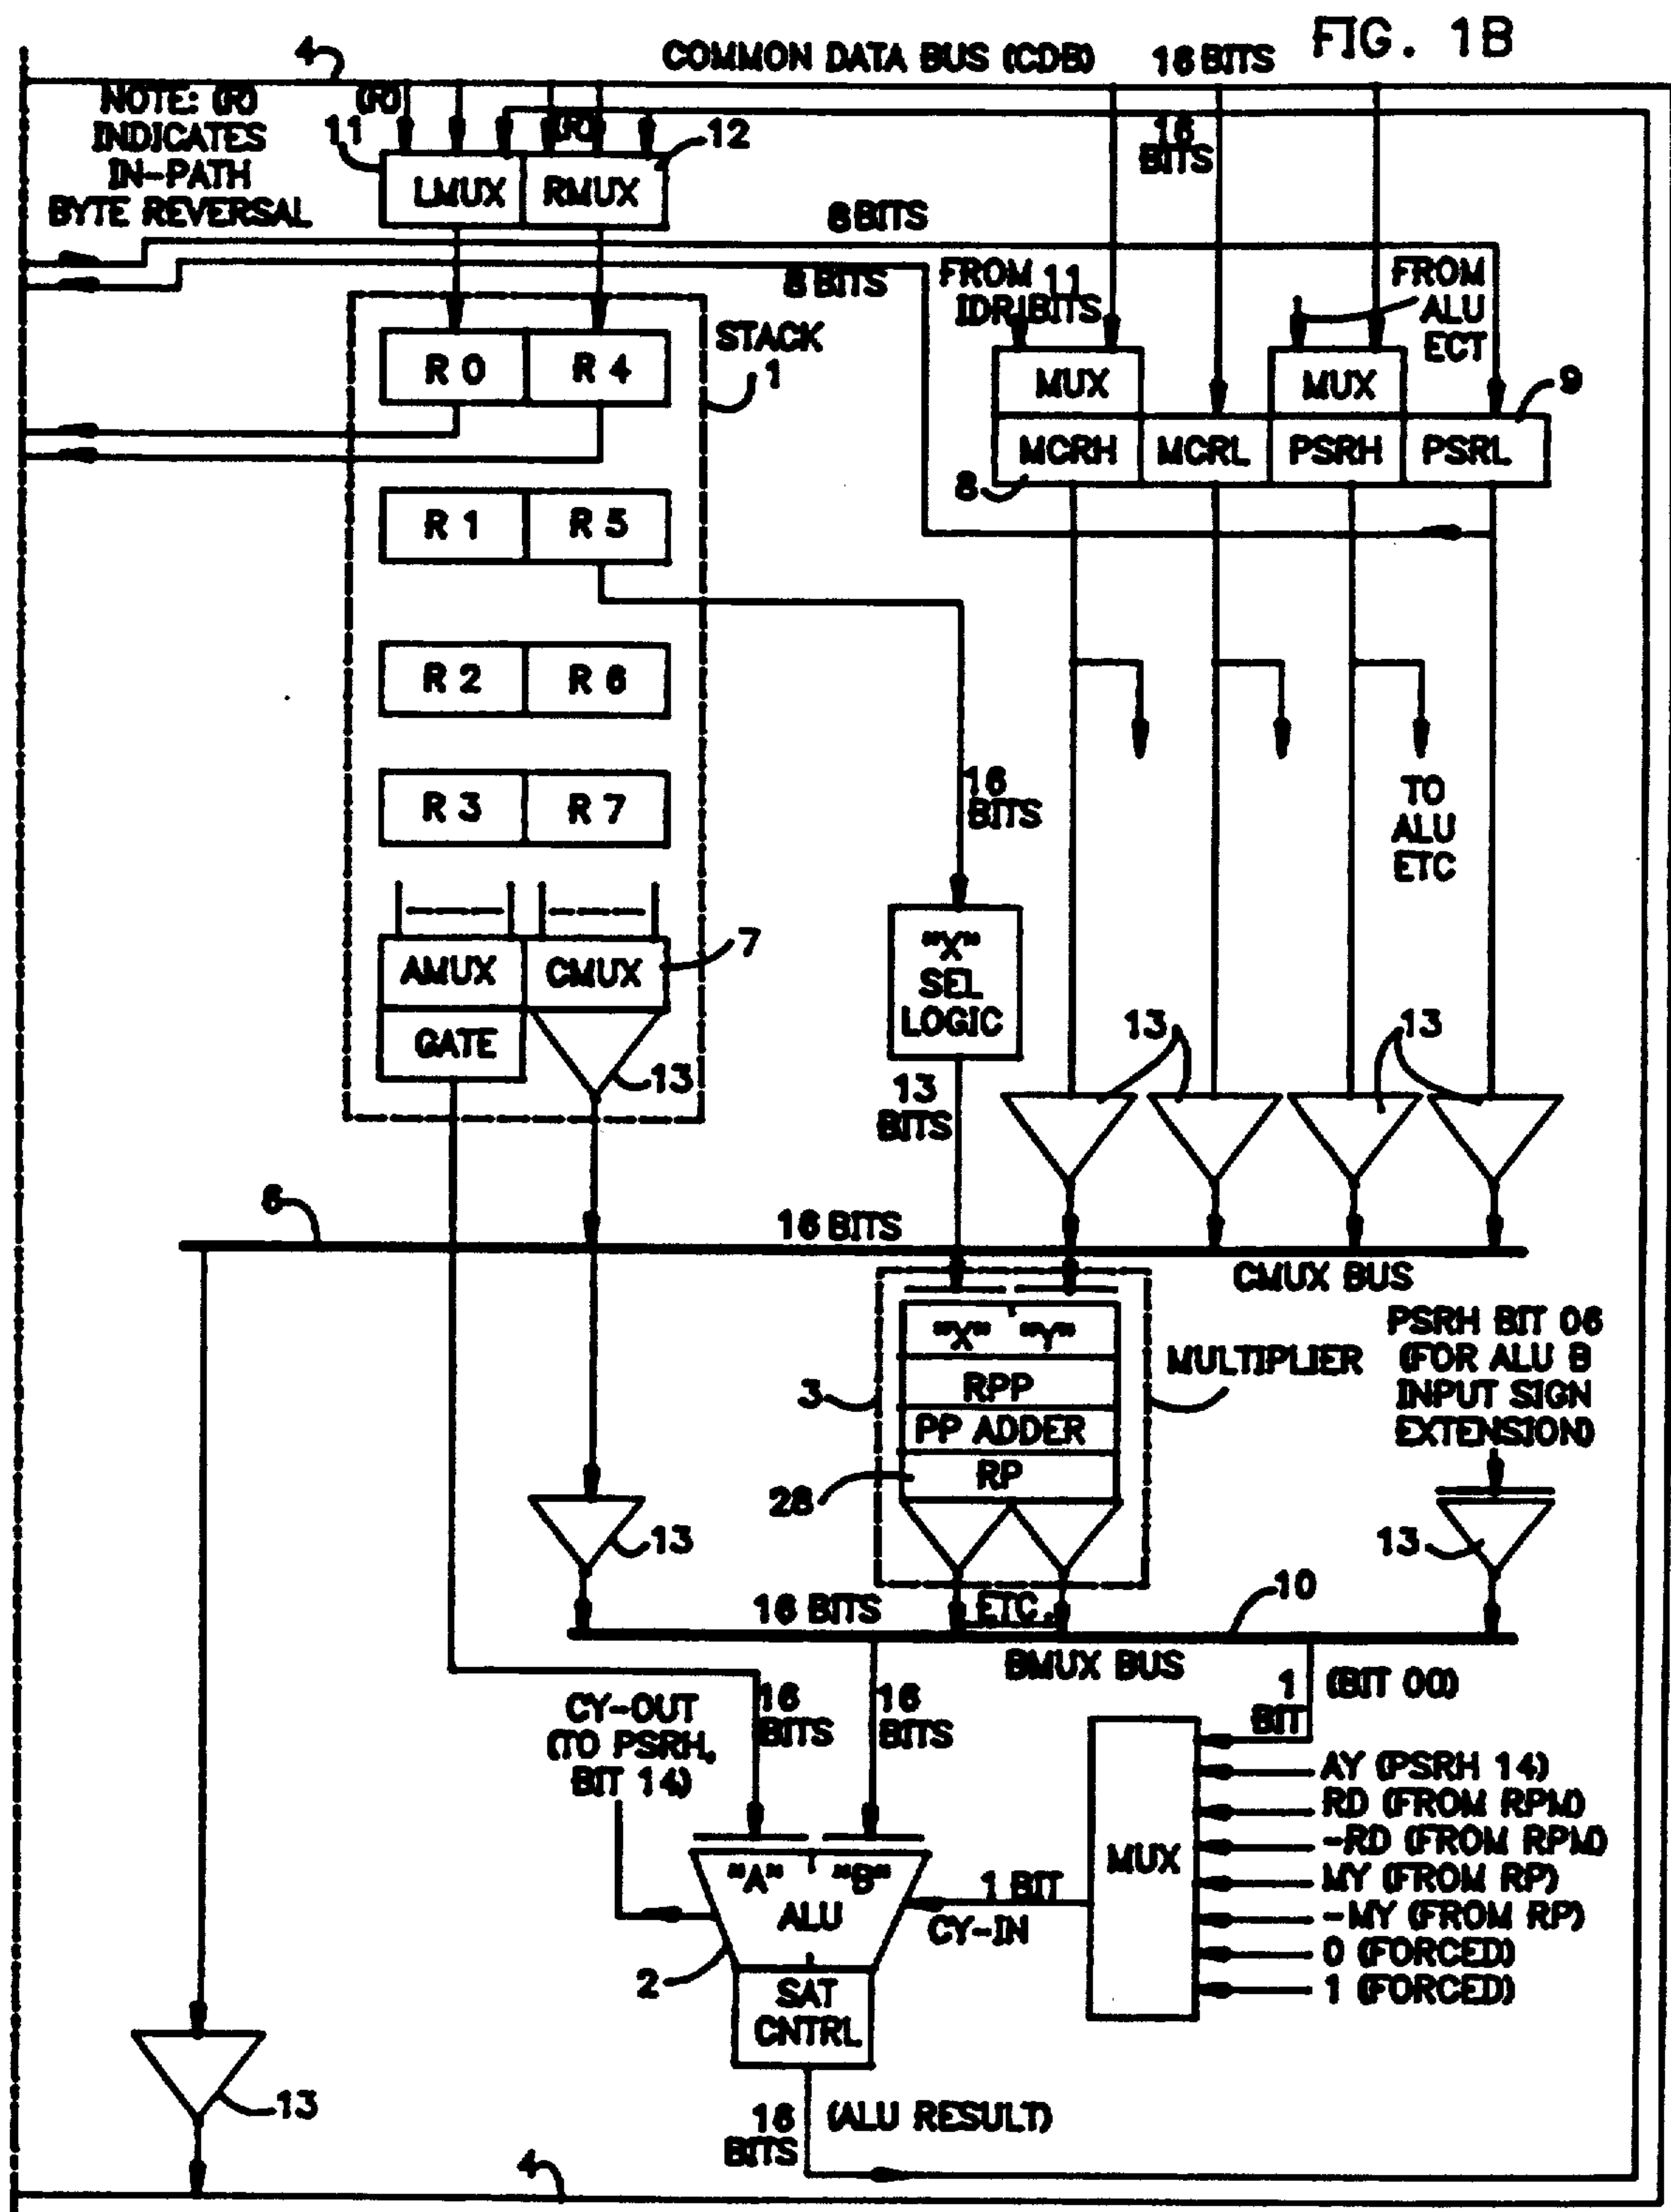 FIG. 1B
4
COMMON DATA BUS (CDB)
16 BITS
NOTE: (R)
INDICATES
IN-PATH
BYTE REVERSAL
(R)
(R)
11
12
16
BITS
LMUX
RMUX
8 BITS
8 BITS
FROM
IDR
11
BITS
FROM
ALU
ECT
STACK
1
R 0
R 4
MUX
MUX
9
MCRH
MCRL
PSRH
PSRL
8
R 1
R 5
R 2
R 6
16
BITS
TO
ALU
ETC
R 3
R 7
"X"
SEL
LOGIC
AMUX
CMUX
7
GATE
13
13
BITS
13
13
6
16 BITS
CMUX BUS
"X"
"Y"
RPP
PP ADDER
RP
3
MULTIPLIER
28
PSRH BIT 06
(FOR ALU B
INPUT SIGN
EXTENSION)
13
13
16 BITS
ETC.
10
BMUX BUS
1
BIT
(BIT 00)
CY-OUT
(TO PSRH,
BIT 14)
16
BITS
16
BITS
MUX
AY (PSRH 14)
RD (FROM RPM)
-RD (FROM RPM)
MY (FROM RP)
-MY (FROM RP)
0 (FORCED)
1 (FORCED)
"A"
"B"
ALU
1 BIT
CY-IN
2
SAT
CNTRL
13
16
BITS
(ALU RESULT)
4